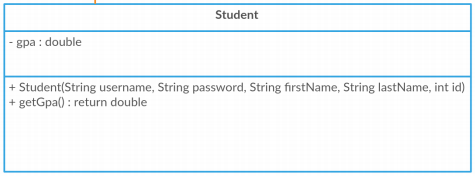 Student
- gpa : double
+ Student(String username, String password, String firstName, String lastName, int id)
+ getGpa() : return double